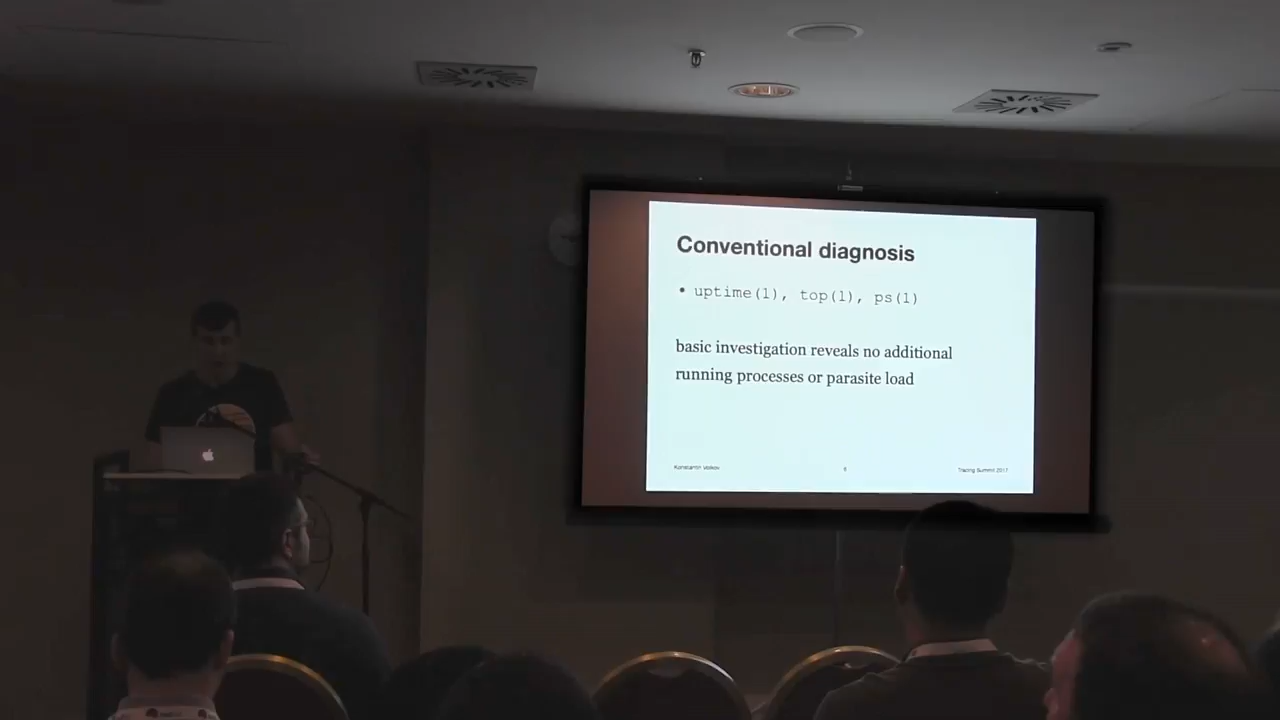 Conventional diagnosis
• uptime(1), top(1), ps(1)
basic investigation reveals no additional
running processes or parasite load
Konstantin Volkov
Tracing Summit 2017